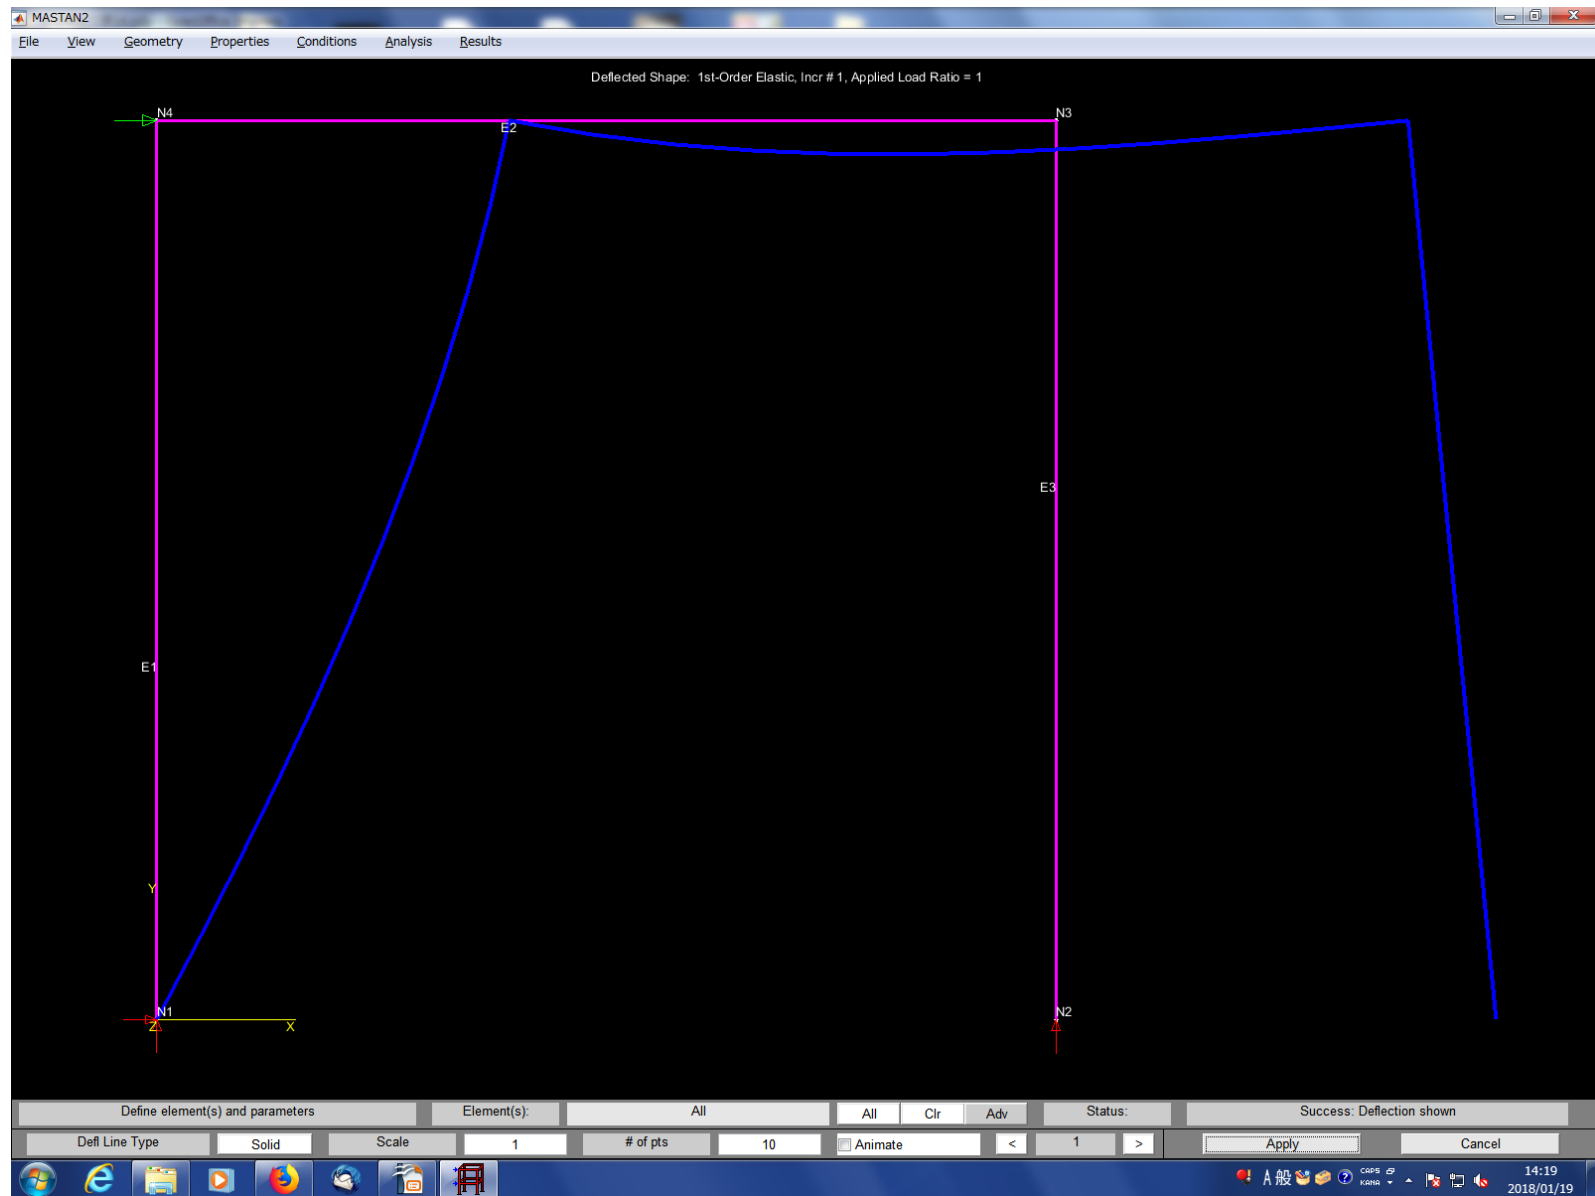 MASTAN2
File View Geometry Properties Conditions Analysis Results
Deflected Shape: 1st-Order Elastic, Incr # 1, Applied Load Ratio = 1
N4
N3
E2
E3
E1
Y
N1
N2
Z
X
Define element(s) and parameters Element(s): All All Clr Adv Status: Success: Deflection shown
Defl Line Type Solid Scale 1 # of pts 10 Animate < 1 > Apply Cancel
A 般 CAPS KANA 14:19
2018/01/19